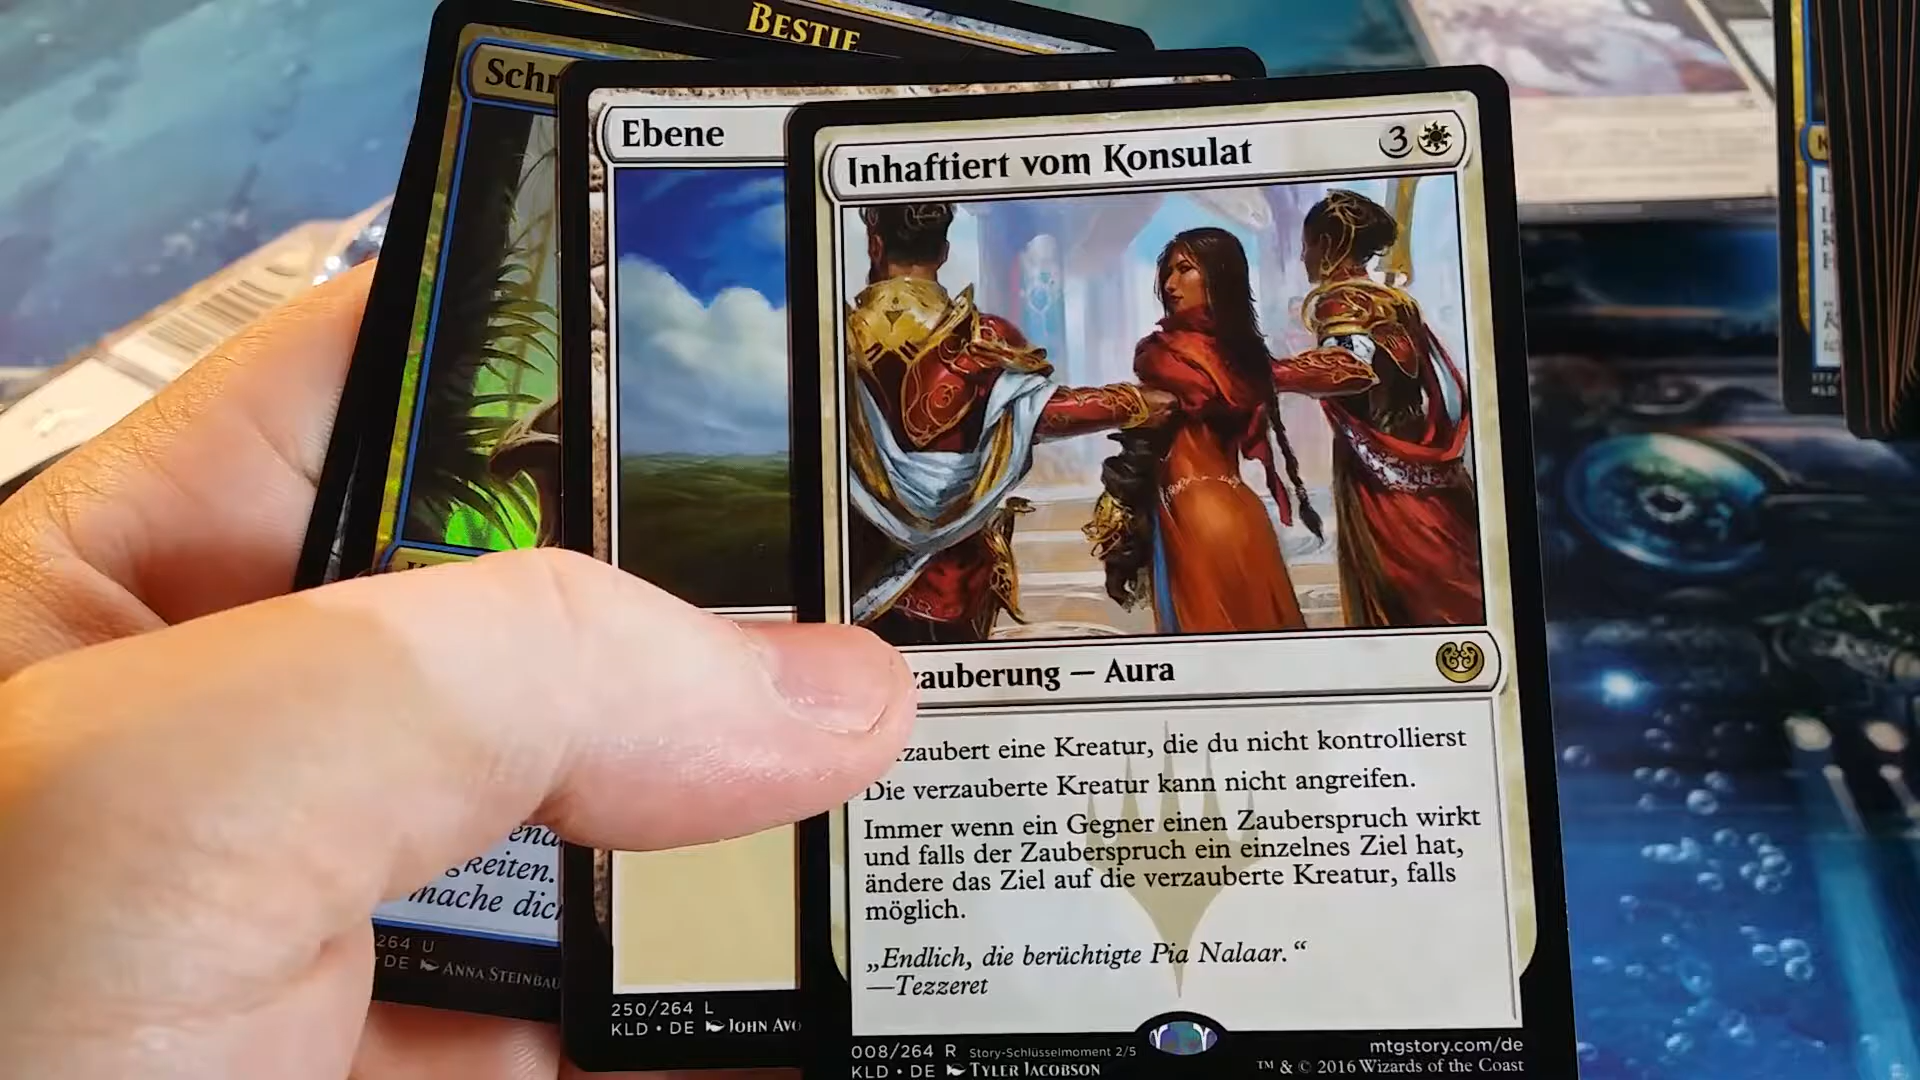 BESTIE
Schr
Ebene
Inhaftiert vom Konsulat
3
zauberung — Aura
rzaubert eine Kreatur, die du nicht kontrollierst
Die verzauberte Kreatur kann nicht angreifen.
Immer wenn ein Gegner einen Zauberspruch wirkt
und falls der Zauberspruch ein einzelnes Ziel hat,
ändere das Ziel auf die verzauberte Kreatur, falls
möglich.
„Endlich, die berüchtigte Pia Nalaar.“
—Tezzeret
008/264 R Story-Schlüsselmoment 2/5
KLD • DE TYLER JACOBSON
mtgstory.com/de
™ & © 2016 Wizards of the Coast
250/264 L
KLD • DE JOHN AVO
gkeiten.
mache dich
264 U
DE ANNA STEINBAU